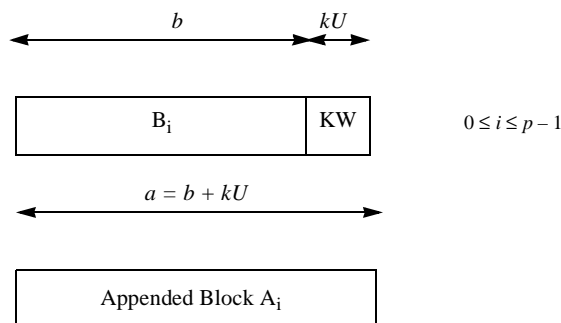 b kU
B_i KW 0 ≤ i ≤ p – 1
a = b + kU
Appended Block A_i